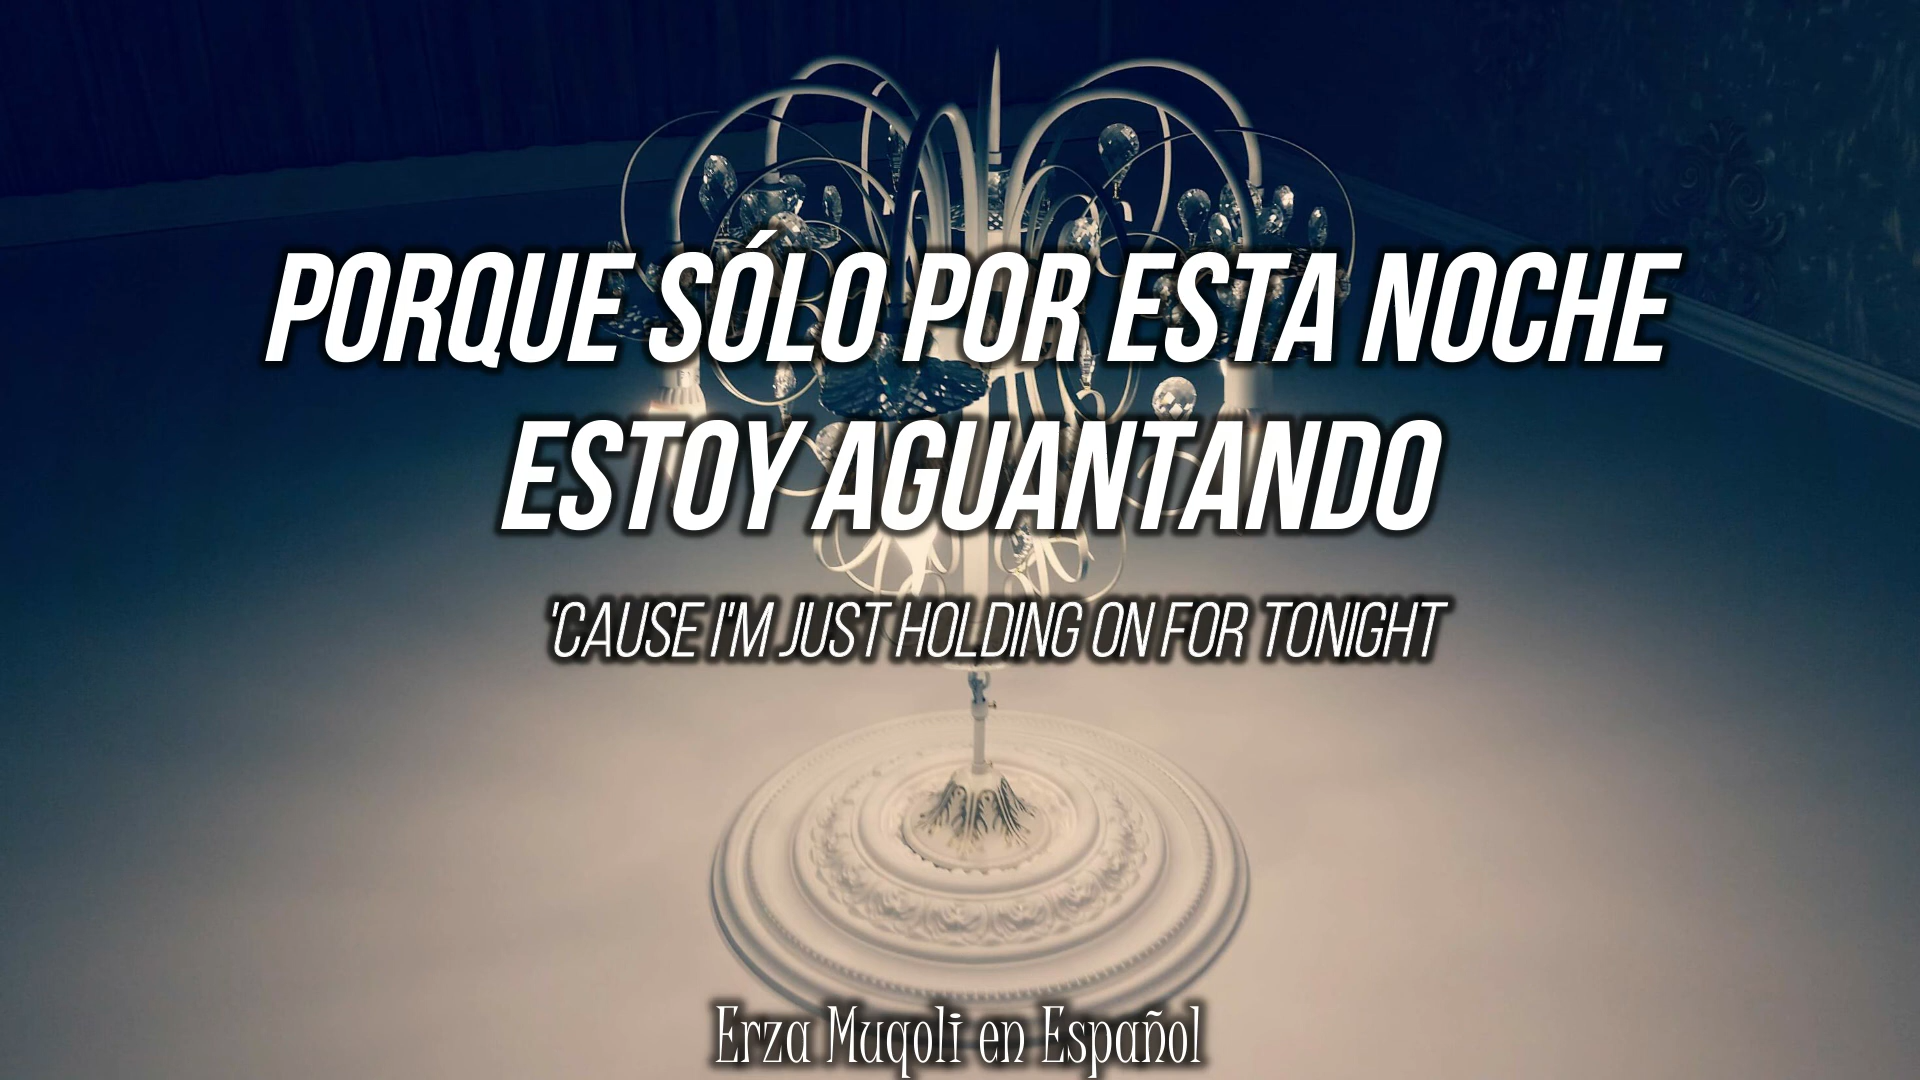 PORQUE SÓLO POR ESTA NOCHE
ESTOY AGUANTANDO
'CAUSE I'M JUST HOLDING ON FOR TONIGHT
Erza Muqoli en Español